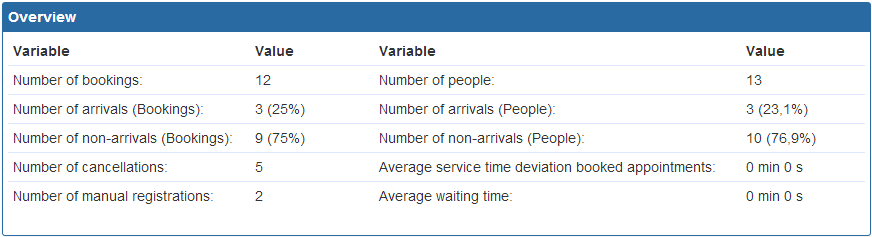 Overview
Variable Value Variable Value
Number of bookings: 12 Number of people: 13
Number of arrivals (Bookings): 3 (25%) Number of arrivals (People): 3 (23,1%)
Number of non-arrivals (Bookings): 9 (75%) Number of non-arrivals (People): 10 (76,9%)
Number of cancellations: 5 Average service time deviation booked appointments: 0 min 0 s
Number of manual registrations: 2 Average waiting time: 0 min 0 s